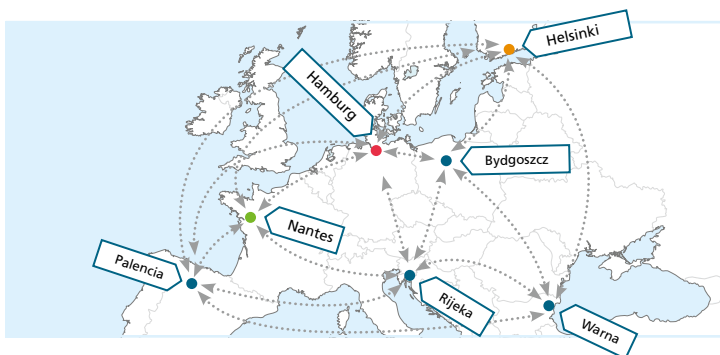 Helsinki
Hamburg
Bydgoszcz
Nantes
Palencia
Rijeka
Warna